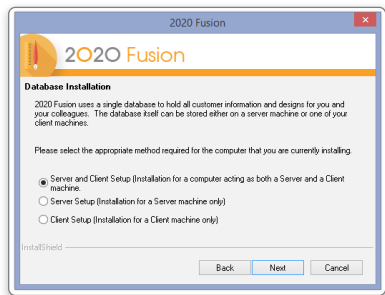 2020 Fusion
2020 Fusion
Database Installation
2020 Fusion uses a single database to hold all customer information and designs for you and
your colleagues. The database itself can be stored either on a server machine or one of your
client machines.
Please select the appropriate method required for the computer that you are currently installing.
Server and Client Setup (Installation for a computer acting as both a Server and a Client
machine.
Server Setup (Installation for a Server machine only)
Client Setup (Installation for a Client machine only)
InstallShield
Back Next Cancel